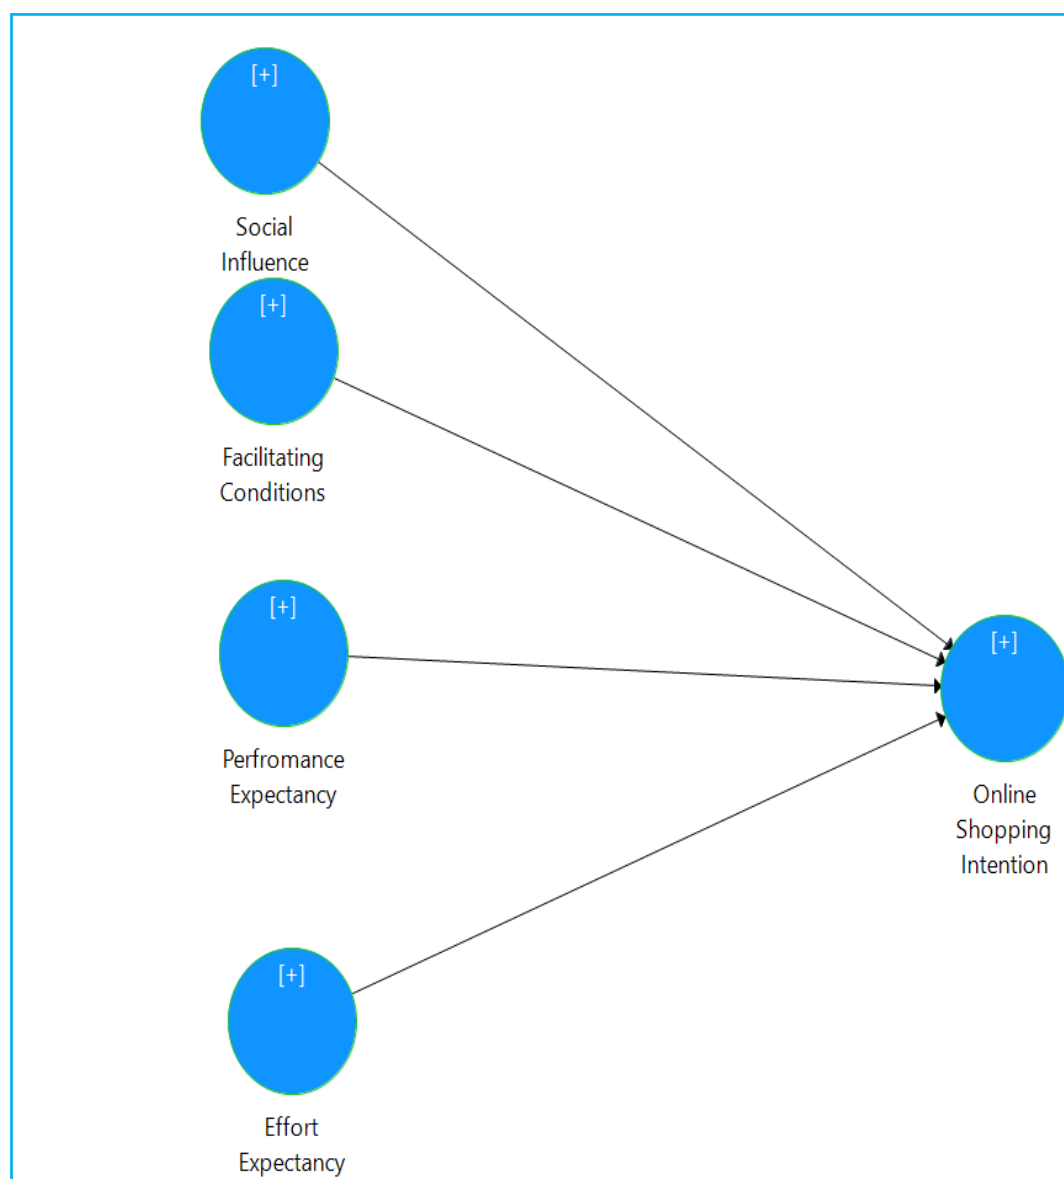 [+]
Social
Influence
[+]
Facilitating
Conditions
[+]
Perfromance
Expectancy
[+]
Online
Shopping
Intention
[+]
Effort
Expectancy